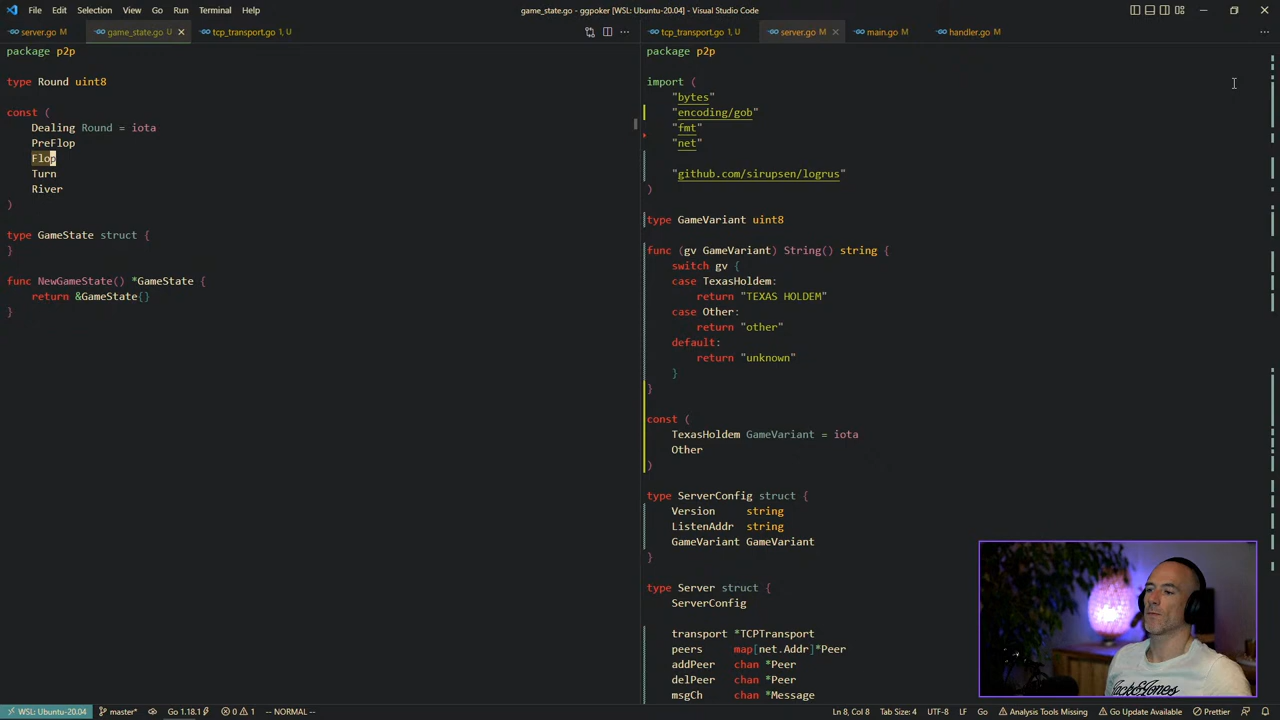 File Edit Selection View Go Run Terminal Help
game_state.go - ggpoker [WSL: Ubuntu-20.04] - Visual Studio Code
server.go M
game_state.go U
tcp_transport.go 1, U
package p2p
type Round uint8
const (
Dealing Round = iota
PreFlop
Flop
Turn
River
)
type GameState struct {
}
func NewGameState() *GameState {
return &GameState{}
}
tcp_transport.go 1, U
server.go M
main.go M
handler.go M
package p2p
import (
"bytes"
"encoding/gob"
"fmt"
"net"
"github.com/sirupsen/logrus"
)
type GameVariant uint8
func (gv GameVariant) String() string {
switch gv {
case TexasHoldem:
return "TEXAS HOLDEM"
case Other:
return "other"
default:
return "unknown"
}
}
const (
TexasHoldem GameVariant = iota
Other
)
type ServerConfig struct {
Version string
ListenAddr string
GameVariant GameVariant
}
type Server struct {
ServerConfig
transport *TCPTransport
peers map[net.Addr]*Peer
addPeer chan *Peer
delPeer chan *Peer
msgCh chan *Message
Jack&Jones
WSL: Ubuntu-20.04 master* Go 1.18.1 0 1 -- NORMAL -- Ln 8, Col 8 Tab Size: 4 UTF-8 LF Go Analysis Tools Missing Go Update Available Prettier